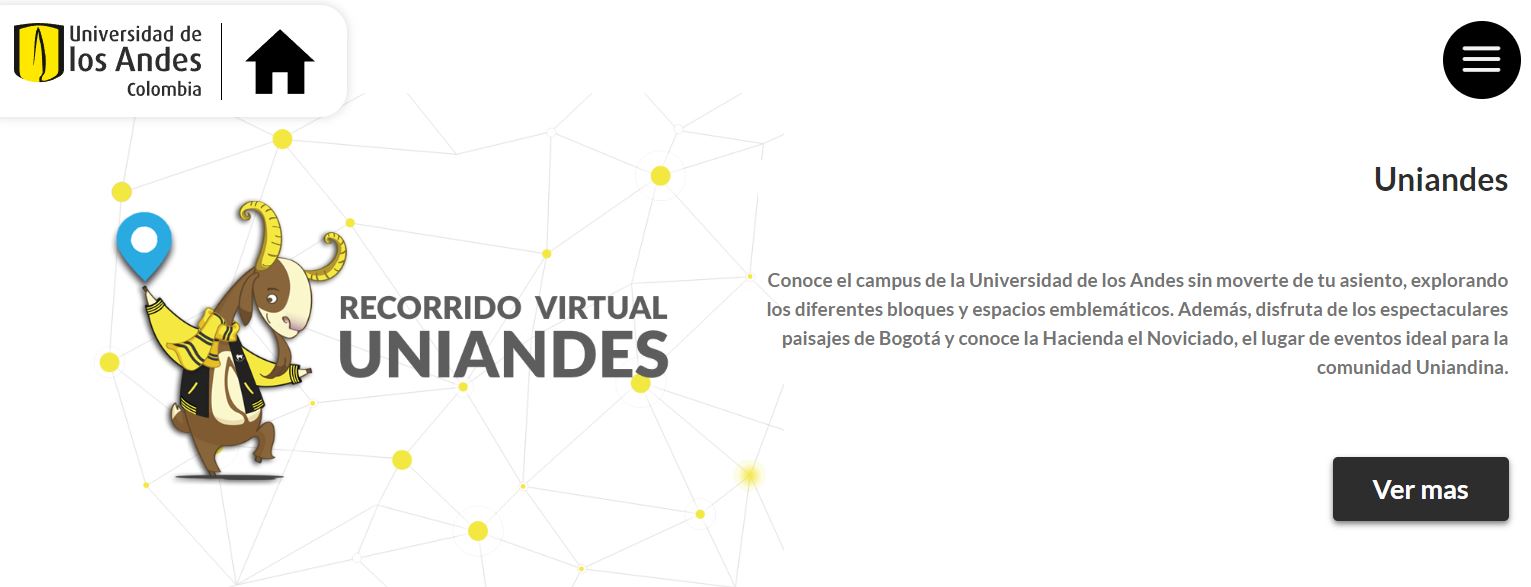 Universidad de
los Andes
Colombia
RECORRIDO VIRTUAL
UNIANDES
Uniandes
Conoce el campus de la Universidad de los Andes sin moverte de tu asiento, explorando
los diferentes bloques y espacios emblemáticos. Además, disfruta de los espectaculares
paisajes de Bogotá y conoce la Hacienda el Noviciado, el lugar de eventos ideal para la
comunidad Uniandina.
Ver mas